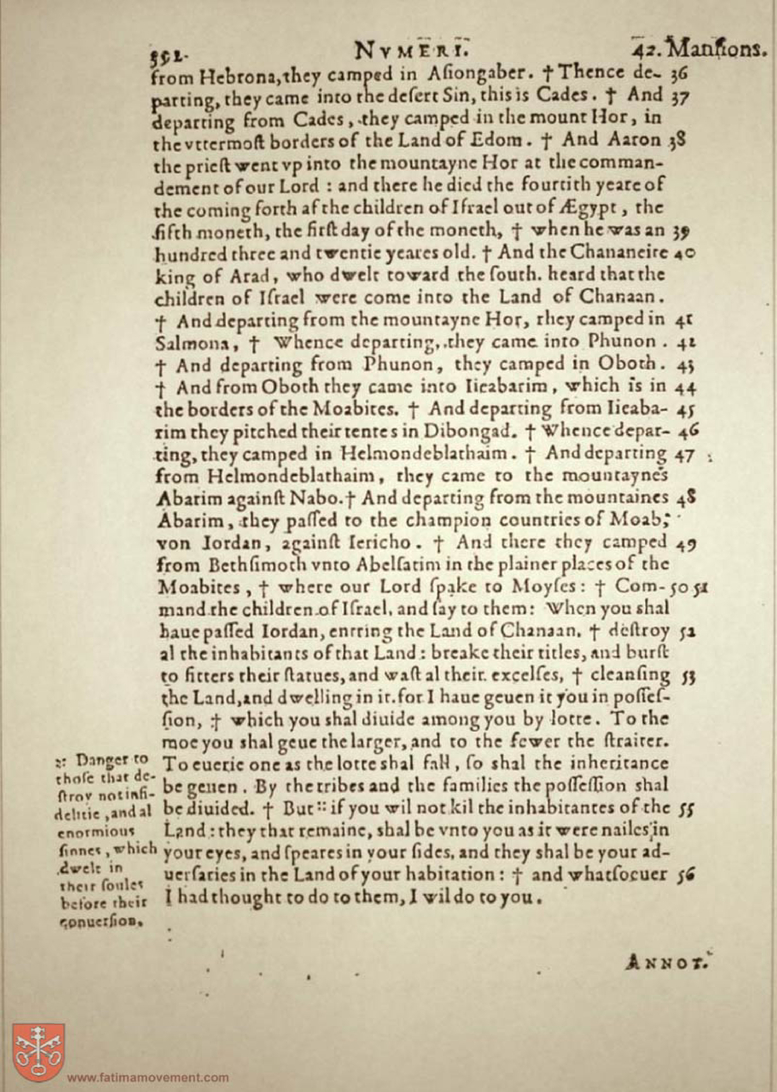 352. NVMERI. 42. Mansions.
from Hebrona, they camped in Aſiongaber. † Thence de- 36
parting, they came into the deſert Sin, this is Cades. † And 37
departing from Cades, they camped in the mount Hor, in
the vttermoſt borders of the Land of Edom. † And Aaron 38
the prieſt went vp into the mountayne Hor at the comman-
dement of our Lord : and there he died the fourtith yeare of
the coming forth af the children of Iſrael out of Ægypt, the
fifth moneth, the firſt day of the moneth, † when he was an 39
hundred three and twentie yeares old. † And the Chananeite 40
king of Arad, who dwelt toward the ſouth. heard that the
children of Iſrael were come into the Land of Chanaan.
† And departing from the mountayne Hor, they camped in 41
Salmona, † Whence departing, they came into Phunon. 42
† And departing from Phunon, they camped in Oboth. 43
† And from Oboth they came into Iieabarim, which is in 44
the borders of the Moabites. † And departing from Iieaba- 45
rim they pitched their tentes in Dibongad. † Whence depar- 46
ting, they camped in Helmondeblathaim. † And departing 47
from Helmondeblathaim, they came to the mountaynes
Abarim againſt Nabo. † And departing from the mountaines 48
Abarim, they paſſed to the champion countries of Moab,
von Iordan, againſt Iericho. † And there they camped 49
from Bethſimoth vnto Abelſatim in the plainer places of the
Moabites, † where our Lord ſpake to Moyſes: † Com- 50 51
mand the children of Iſrael, and ſay to them: When you shal
haue paſſed Iordan, entring the Land of Chanaan, † deſtroy 52
al the inhabitants of that Land : breake their titles, and burſt
to fitters their ſtatues, and waſt al their excelſes, † cleanſing 53
the Land, and dwelling in it. for I haue geuen it you in poſſeſ-
ſion, † which you shal diuide among you by lotte. To the
moe you shal geue the larger, and to the fewer the ſtraiter.
To euerie one as the lotte shal fall, ſo shal the inheritance
be geuen. By the tribes and the families the poſſeſſion shal
be diuided. † But :: if you wil not kil the inhabitantes of the 55
Land : they that remaine, shal be vnto you as it were nailes in
your eyes, and ſpeares in your ſides, and they shal be your ad-
uerſaries in the Land of your habitation : † and whatſoeuer 56
I had thought to do to them, I wil do to you.
:: Danger to
thoſe that de-
ſtroy not infi-
delitie, and al
enormious
ſinnes, which
dwelt in
their ſoules
before their
conuerſion.
ANNOT.
www.fatimamovement.com